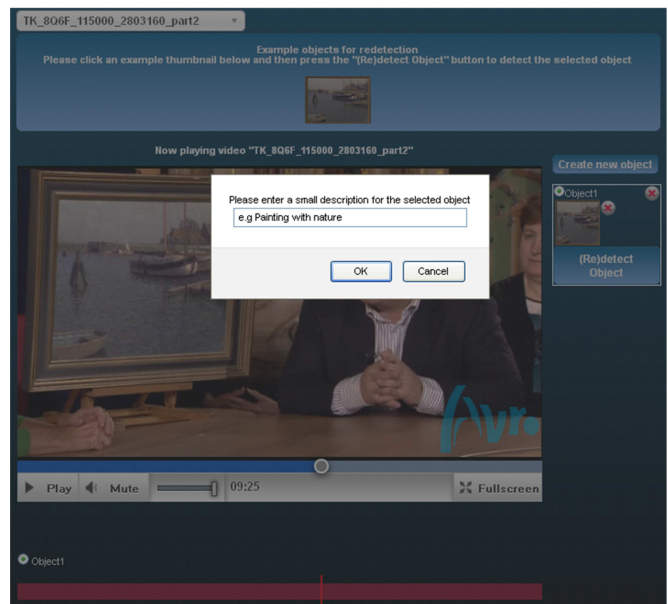 TK_8Q6F_115000_2803160_part2
Example objects for redetection
Please click an example thumbnail below and then press the "(Re)detect Object" button to detect the selected object
Now playing video "TK_8Q6F_115000_2803160_part2"
Create new object
Object1
(Re)detect
Object
Please enter a small description for the selected object
e.g Painting with nature
OK
Cancel
Avro
Play
Mute
09:25
Fullscreen
Object1